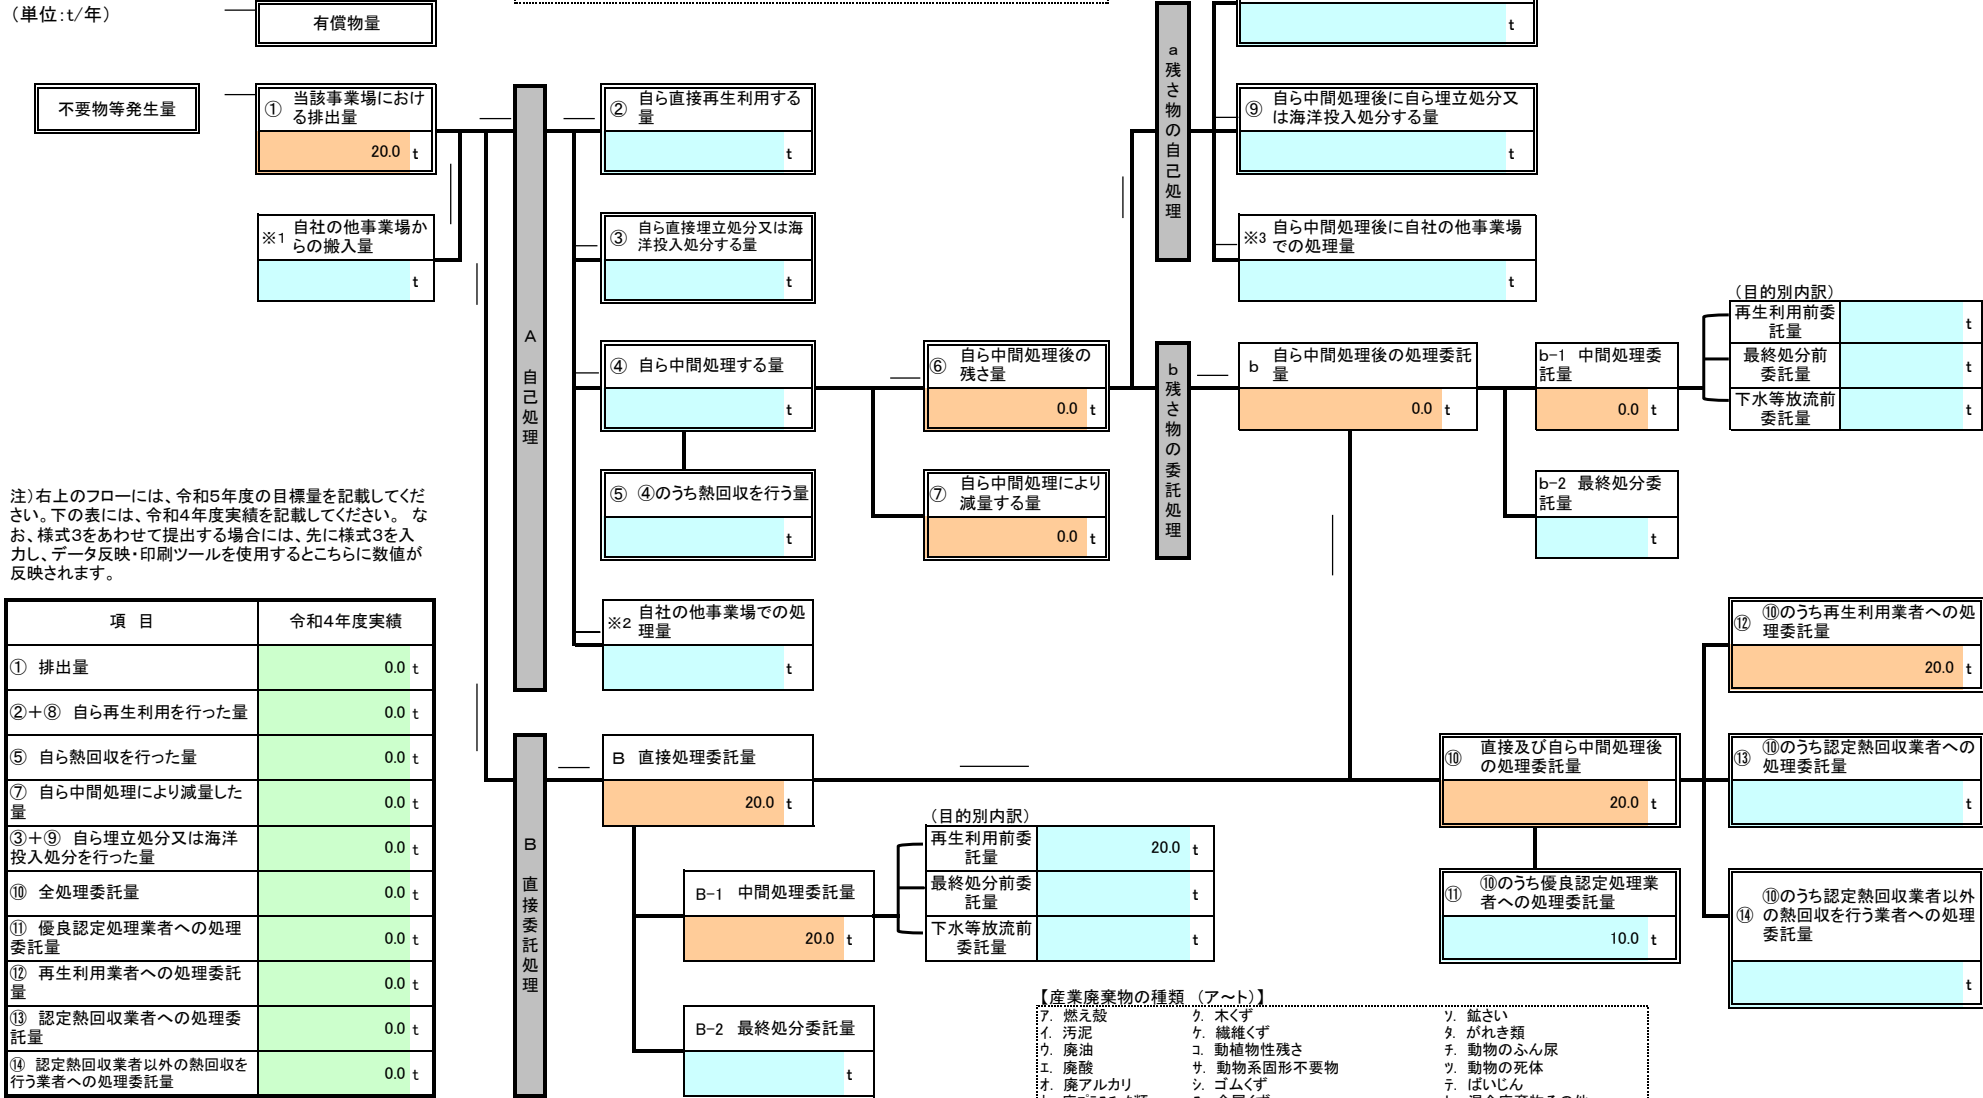 （単位:t/年）
有償物量
不要物等発生量
① 当該事業場におけ
る排出量
20.0 t
※1 自社の他事業場か
らの搬入量
t
A 自己処理
② 自ら直接再生利用する
量
t
③ 自ら直接埋立処分又は海
洋投入処分する量
t
④ 自ら中間処理する量
t
⑤ ④のうち熱回収を行う量
t
※2 自社の他事業場での処
理量
t
⑥ 自ら中間処理後の
残さ量
0.0 t
⑦ 自ら中間処理により
減量する量
0.0 t
a 残さ物の自己処理
t
⑨ 自ら中間処理後に自ら埋立処分又
は海洋投入処分する量
t
※3 自ら中間処理後に自社の他事業場
での処理量
t
b 残さ物の委託処理
b 自ら中間処理後の処理委託
量
0.0 t
b-1 中間処理委
託量
0.0 t
b-2 最終処分委
託量
t
（目的別内訳）
再生利用前委
託量
t
最終処分前
委託量
t
下水等放流前
委託量
t
注）右上のフローには、令和５年度の目標量を記載してくだ
さい。下の表には、令和４年度実績を記載してください。 な
お、様式３をあわせて提出する場合には、先に様式３を入
力し、データ反映・印刷ツールを使用するとこちらに数値が
反映されます。
項 目 令和４年度実績
① 排出量 0.0 t
②＋⑧ 自ら再生利用を行った量 0.0 t
⑤ 自ら熱回収を行った量 0.0 t
⑦ 自ら中間処理により減量した
量 0.0 t
③＋⑨ 自ら埋立処分又は海洋
投入処分を行った量 0.0 t
⑩ 全処理委託量 0.0 t
⑪ 優良認定処理業者への処理
委託量 0.0 t
⑫ 再生利用業者への処理委託
量 0.0 t
⑬ 認定熱回収業者への処理委
託量 0.0 t
⑭ 認定熱回収業者以外の熱回収を
行う業者への処理委託量 0.0 t
B 直接委託処理
B 直接処理委託量
20.0 t
B-1 中間処理委託量
20.0 t
B-2 最終処分委託量
t
（目的別内訳）
再生利用前委
託量
20.0 t
最終処分前委
託量
t
下水等放流前
委託量
t
⑩ 直接及び自ら中間処理後
の処理委託量
20.0 t
⑪ ⑩のうち優良認定処理業
者への処理委託量
10.0 t
⑫ ⑩のうち再生利用業者への処
理委託量
20.0 t
⑬ ⑩のうち認定熱回収業者への
処理委託量
t
⑭ ⑩のうち認定熱回収業者以外
の熱回収を行う業者への処理
委託量
t
【産業廃棄物の種類 （ア～ト）】
ｱ. 燃え殻 ｸ. 木くず ｿ. 鉱さい
ｲ. 汚泥 ｹ. 繊維くず ﾀ. がれき類
ｳ. 廃油 ｺ. 動植物性残さ ﾁ. 動物のふん尿
ｴ. 廃酸 ｻ. 動物系固形不要物 ﾂ. 動物の死体
ｵ. 廃アルカリ ｼ. ゴムくず ﾃ. ばいじん